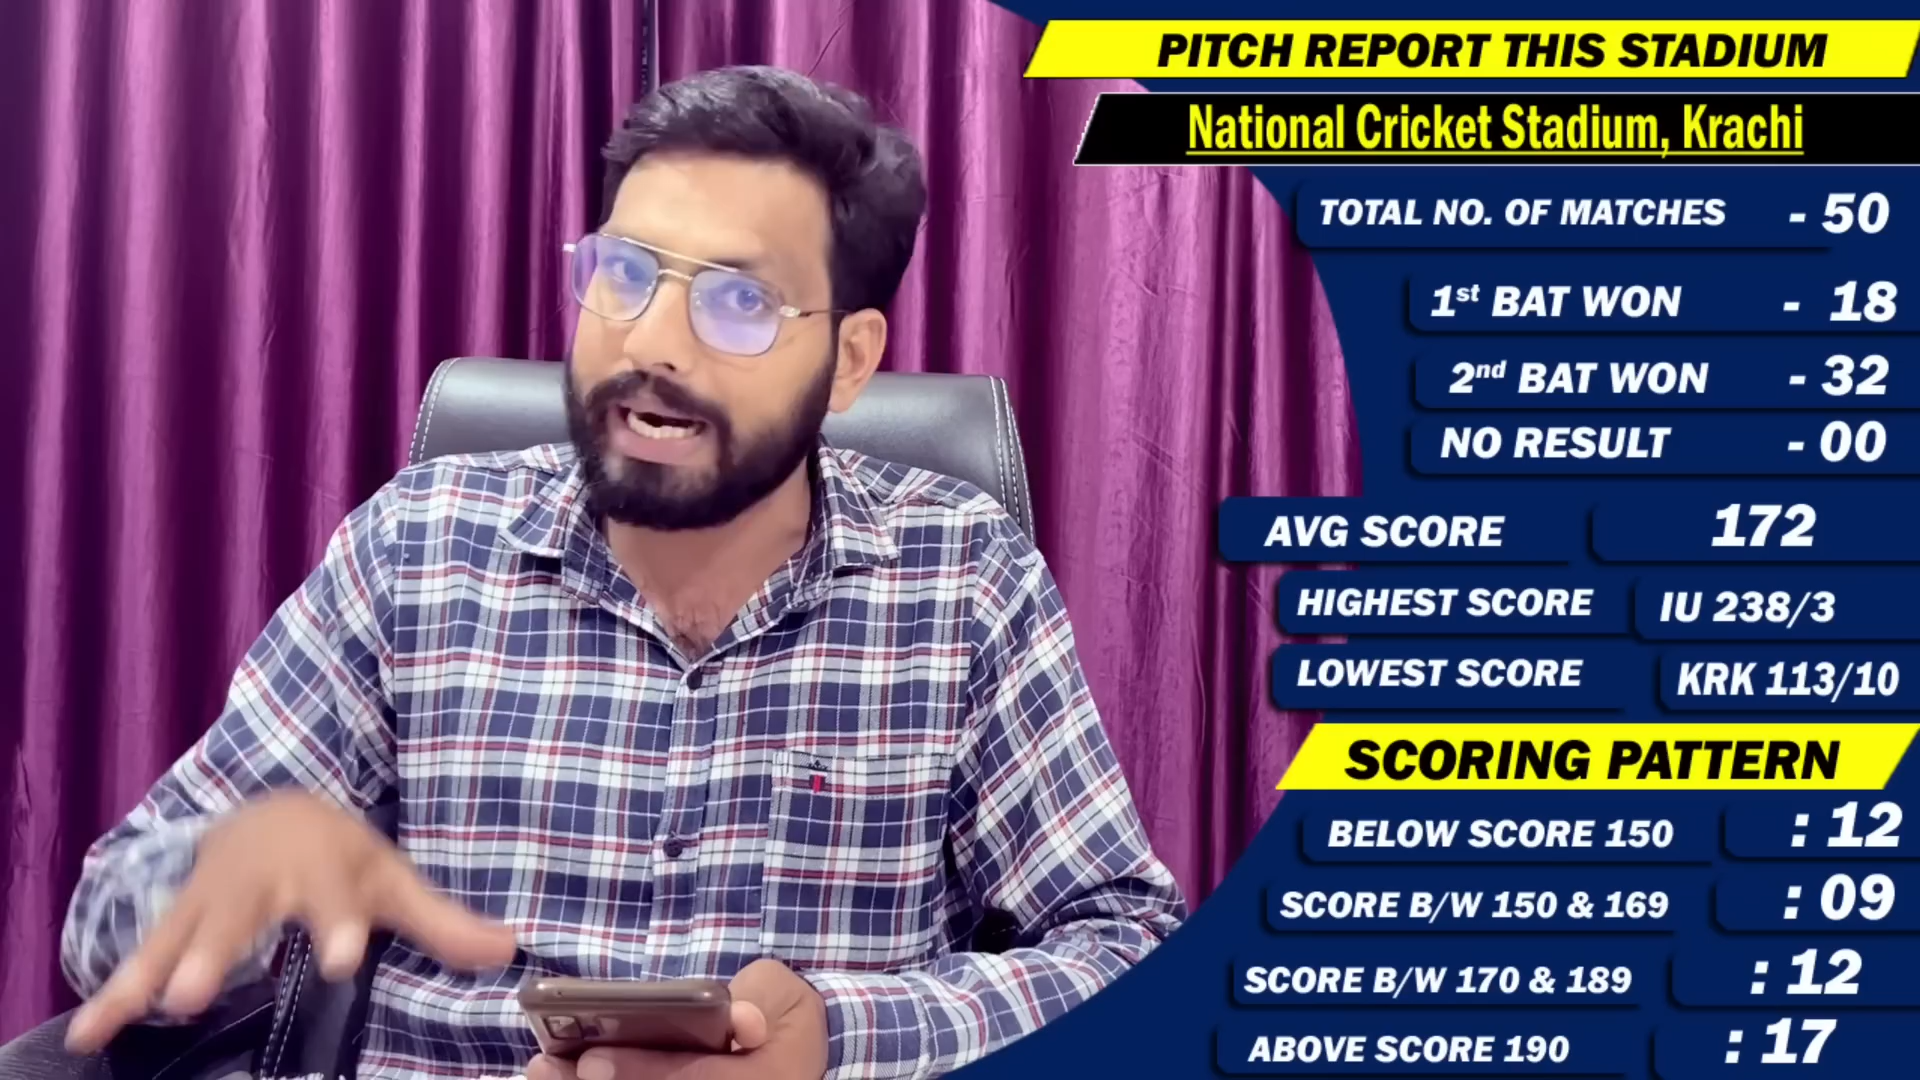 PITCH REPORT THIS STADIUM
National Cricket Stadium, Krachi
TOTAL NO. OF MATCHES - 50
1st BAT WON - 18
2nd BAT WON - 32
NO RESULT - 00
AVG SCORE 172
HIGHEST SCORE IU 238/3
LOWEST SCORE KRK 113/10
SCORING PATTERN
BELOW SCORE 150 : 12
SCORE B/W 150 & 169 : 09
SCORE B/W 170 & 189 : 12
ABOVE SCORE 190 : 17